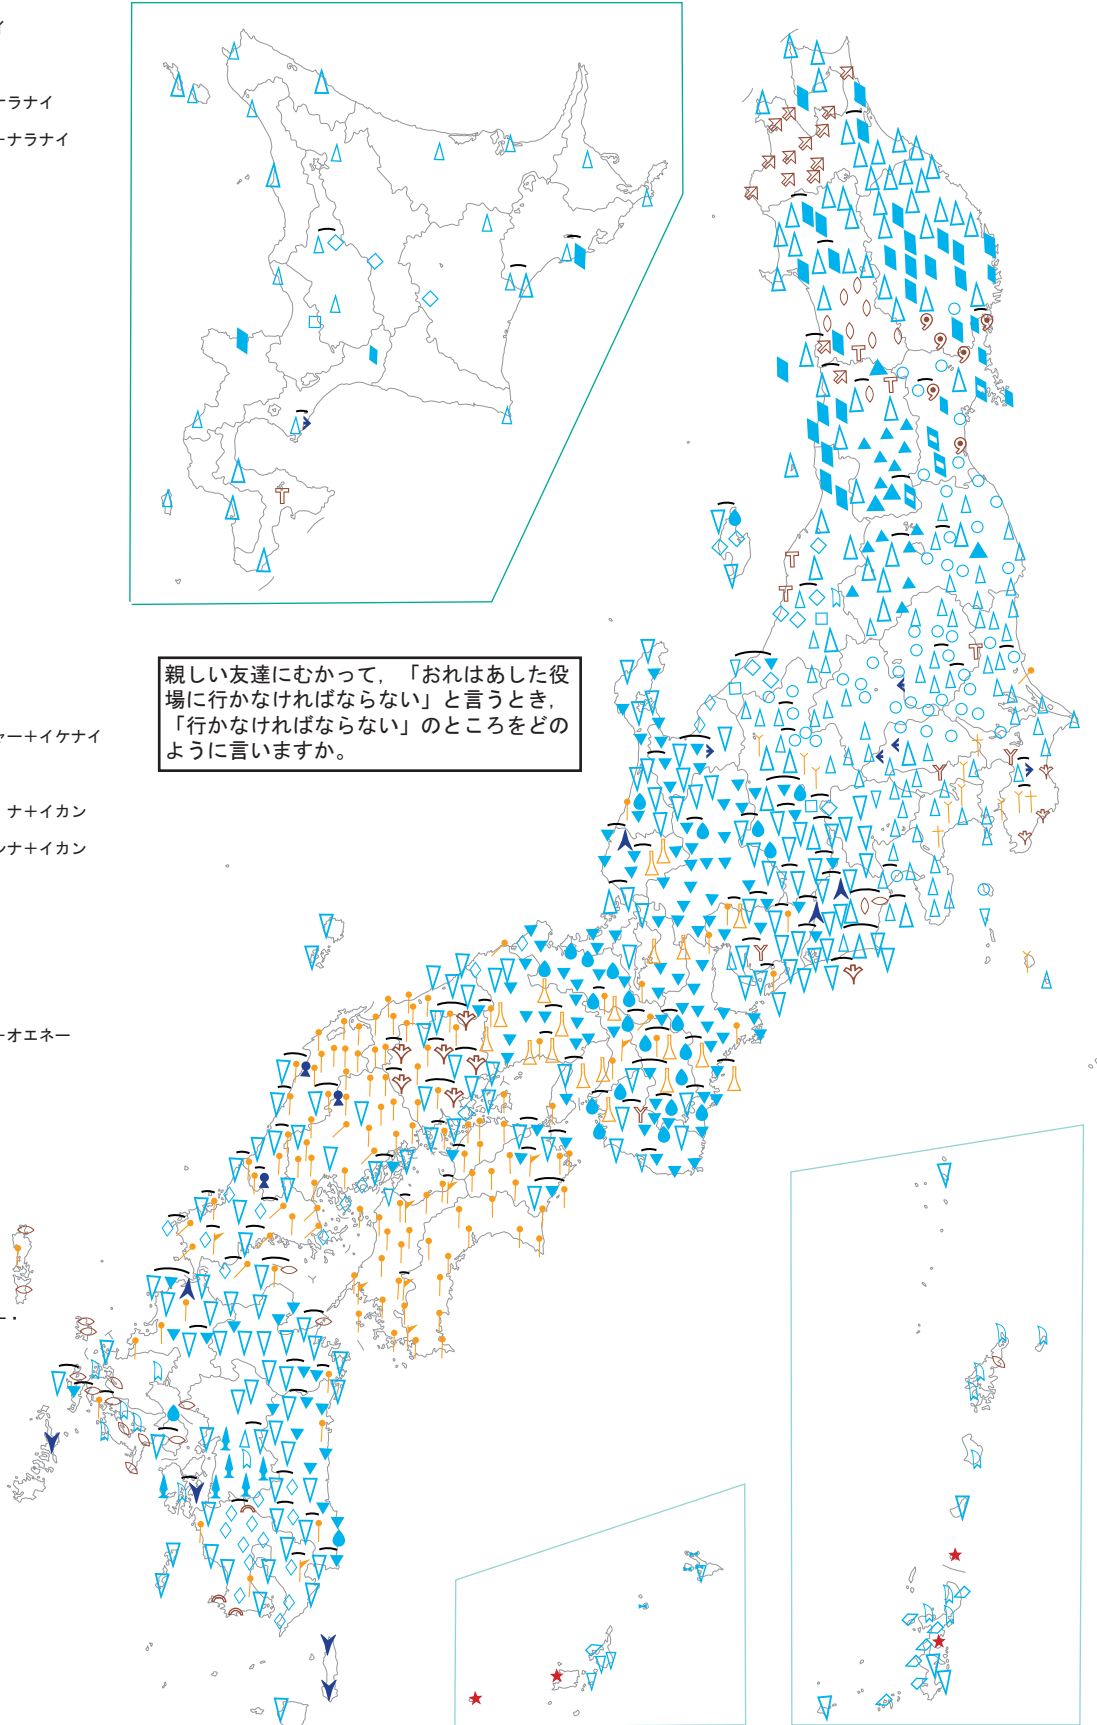 ィ
ナラナイ
ーナラナイ
親しい友達にむかって，「おれはあした役
場に行かなければならない」と言うとき，
「行かなければならない」のところをどの
ように言いますか。
ャー＋イケナイ
ナ＋イカン
ンナ＋イカン
ーオエネー
ー・